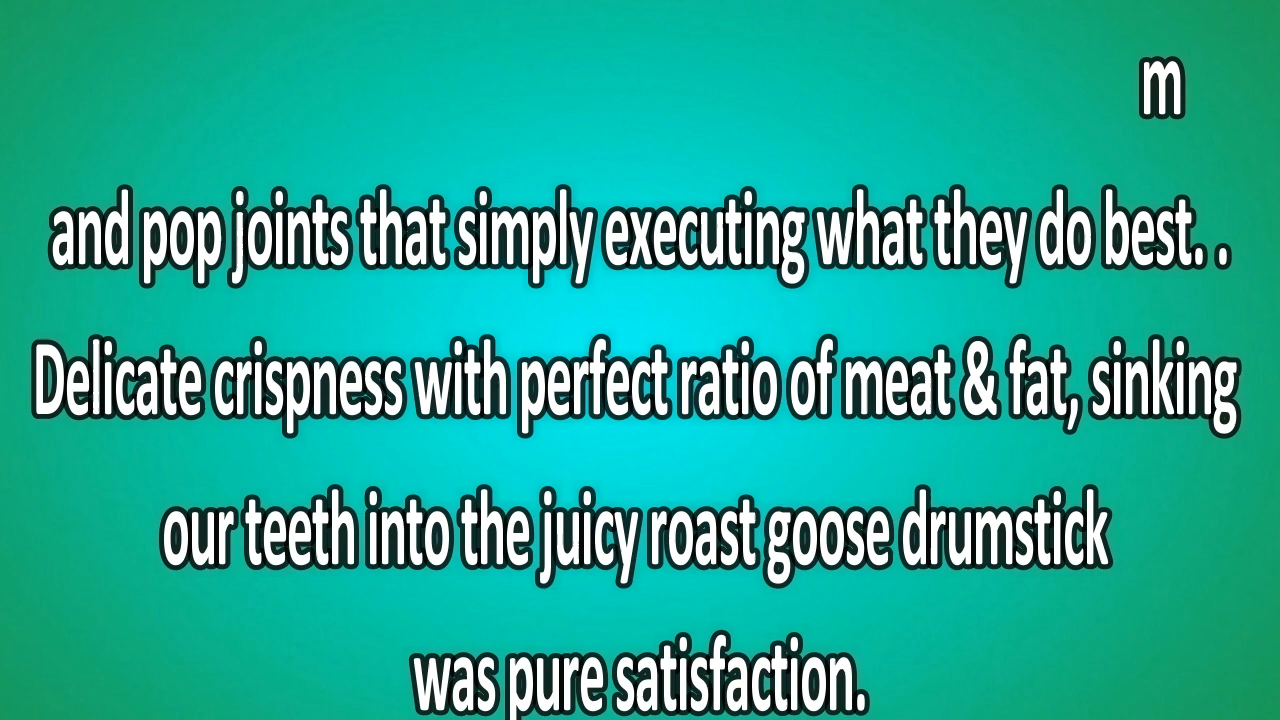 m
and pop joints that simply executing what they do best. .
Delicate crispness with perfect ratio of meat & fat, sinking
our teeth into the juicy roast goose drumstick
was pure satisfaction.